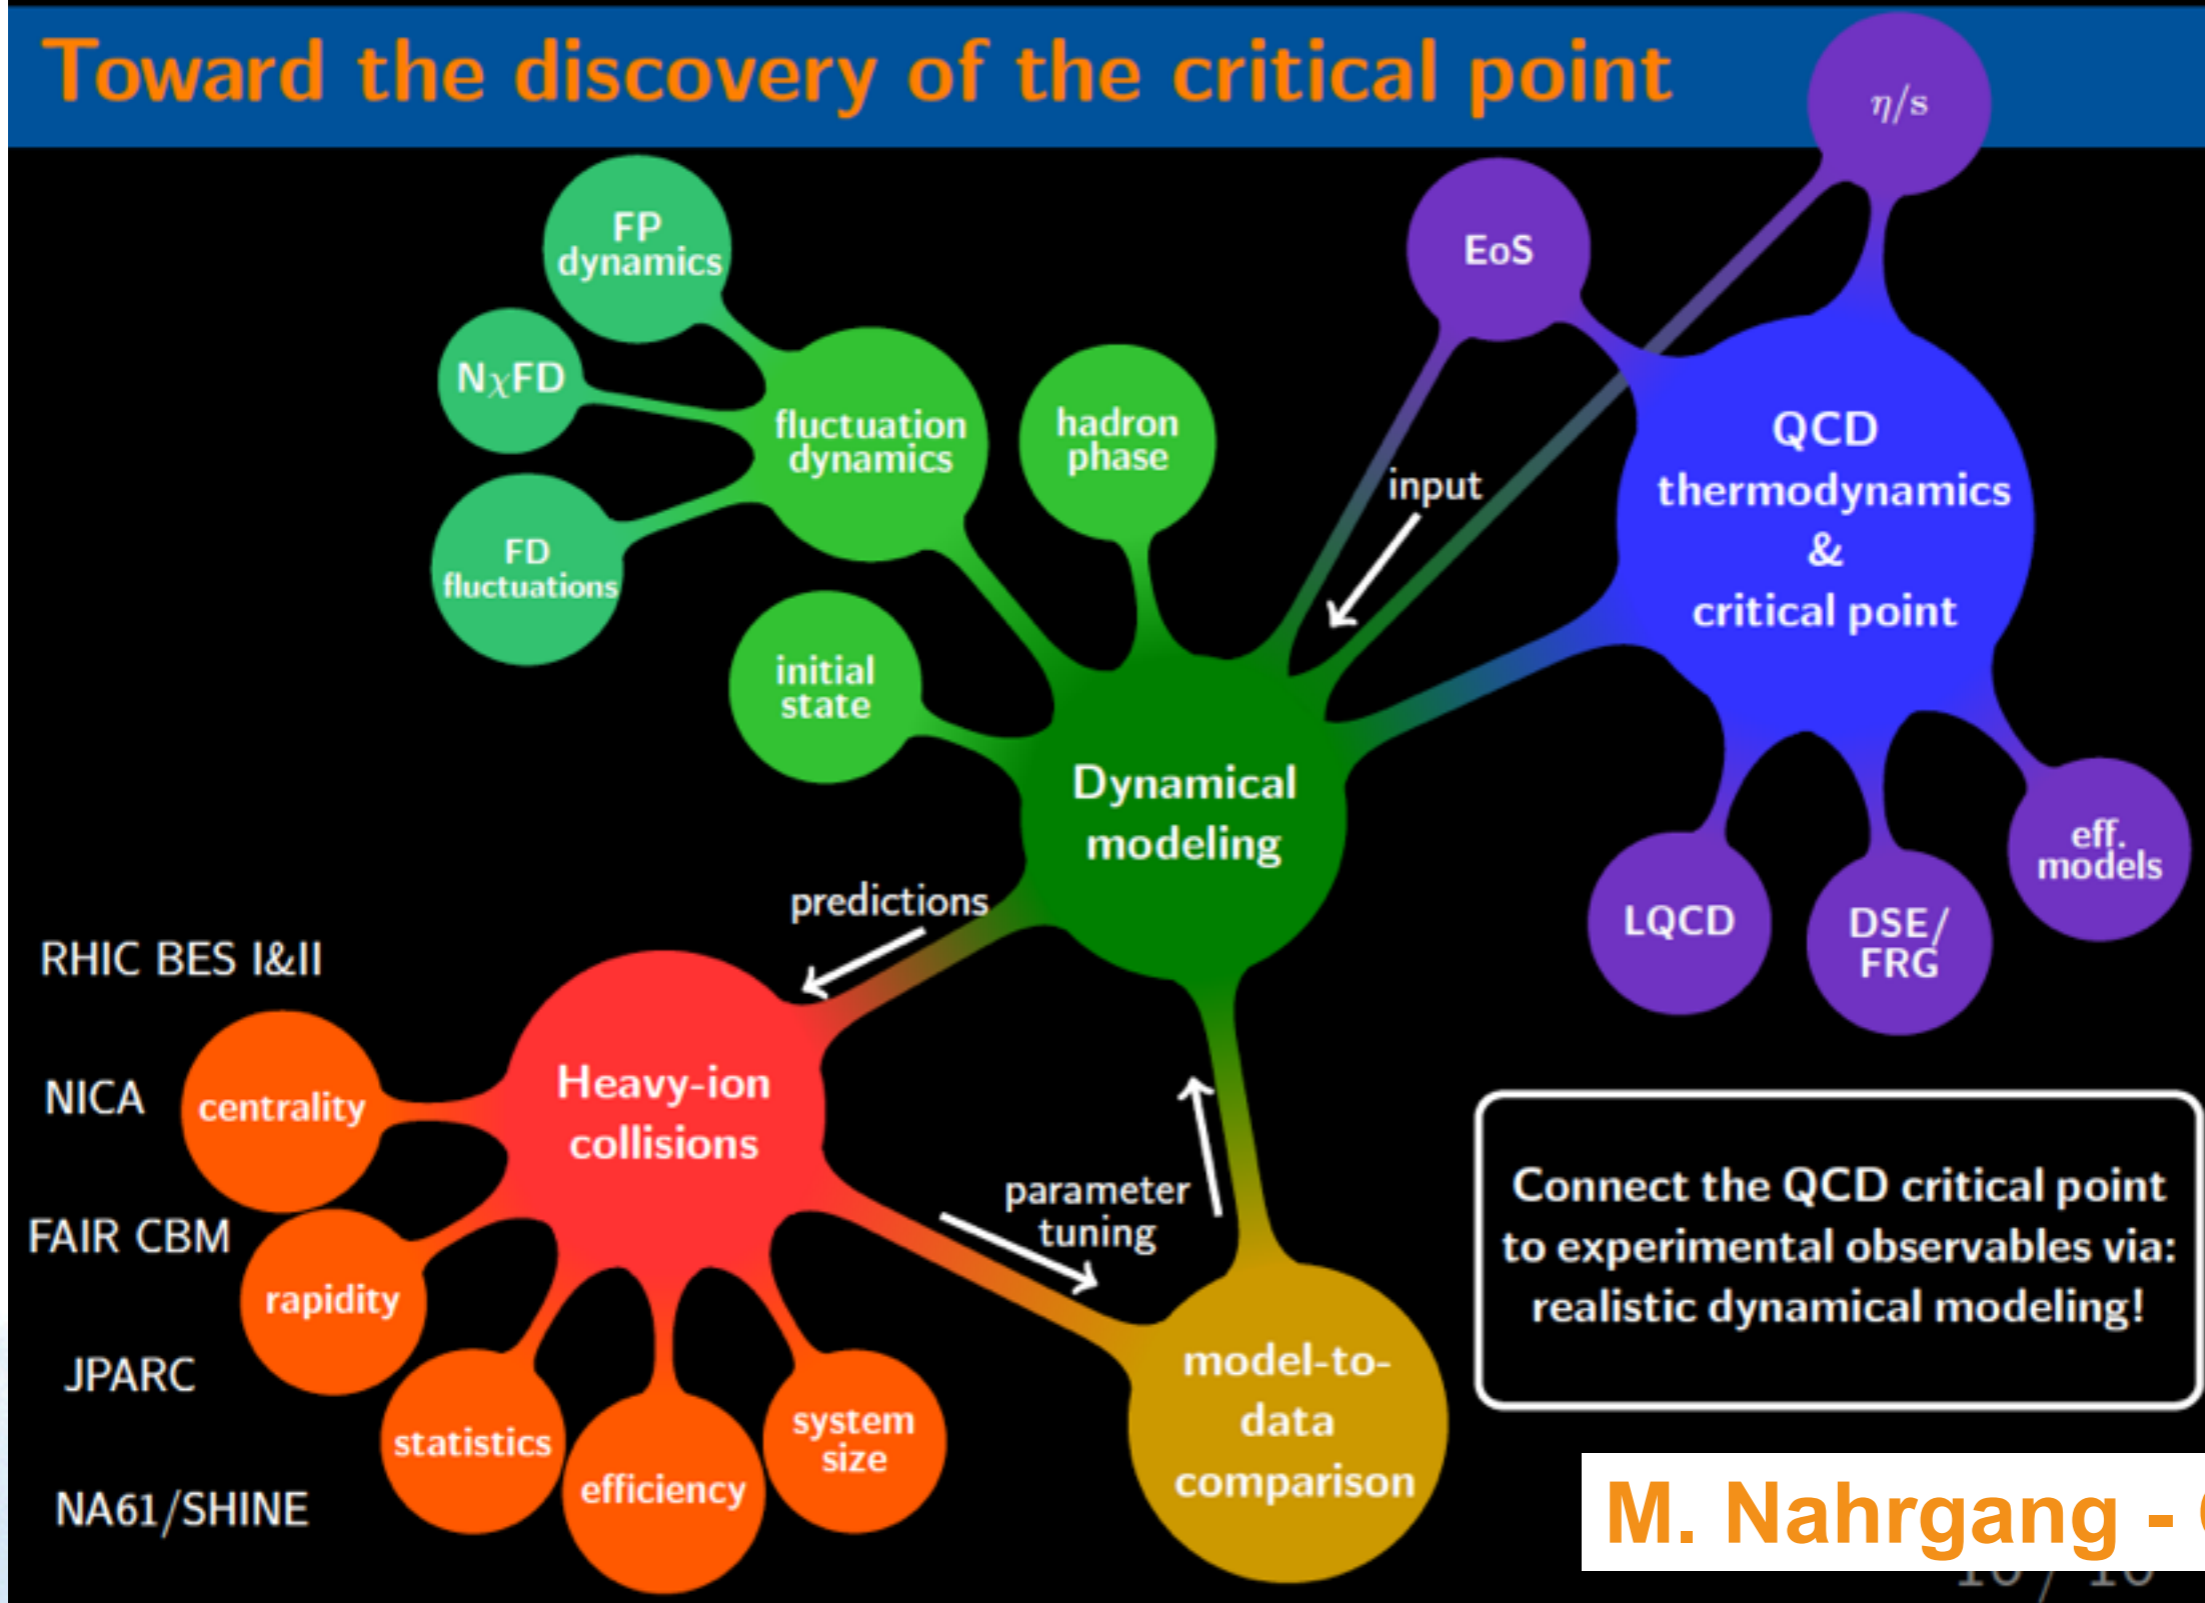 Toward the discovery of the critical point
η/s
FP
dynamics
EoS
NχFD
fluctuation
dynamics
hadron
phase
QCD
thermodynamics
&
critical point
input
FD
fluctuations
initial
state
Dynamical
modeling
eff.
models
LQCD
DSE/
FRG
predictions
RHIC BES I&II
NICA
FAIR CBM
JPARC
NA61/SHINE
centrality
Heavy-ion
collisions
rapidity
statistics
efficiency
system
size
parameter
tuning
model-to-
data
comparison
Connect the QCD critical point
to experimental observables via:
realistic dynamical modeling!
M. Nahrgang -